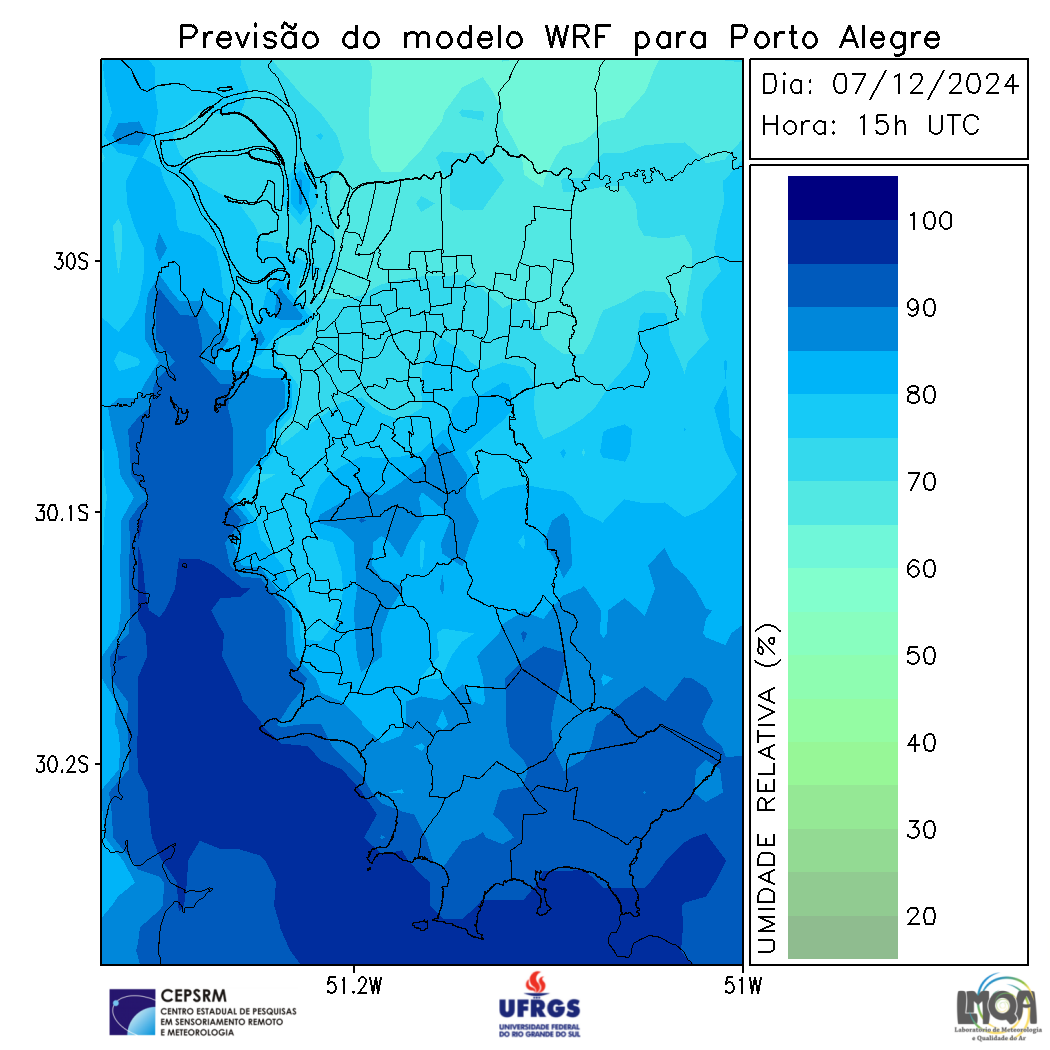 Previsão do modelo WRF para Porto Alegre
Dia: 07/12/2024
Hora: 15h UTC
30S
30.1S
30.2S
51.2W
51W
UMIDADE RELATIVA (%)
100
90
80
70
60
50
40
30
20
CEPSRM
CENTRO ESTADUAL DE PESQUISAS
EM SENSORIAMENTO REMOTO
E METEOROLOGIA
UFRGS
UNIVERSIDADE FEDERAL
DO RIO GRANDE DO SUL
LMQA
Laboratório de Meteorologia
e Qualidade do Ar